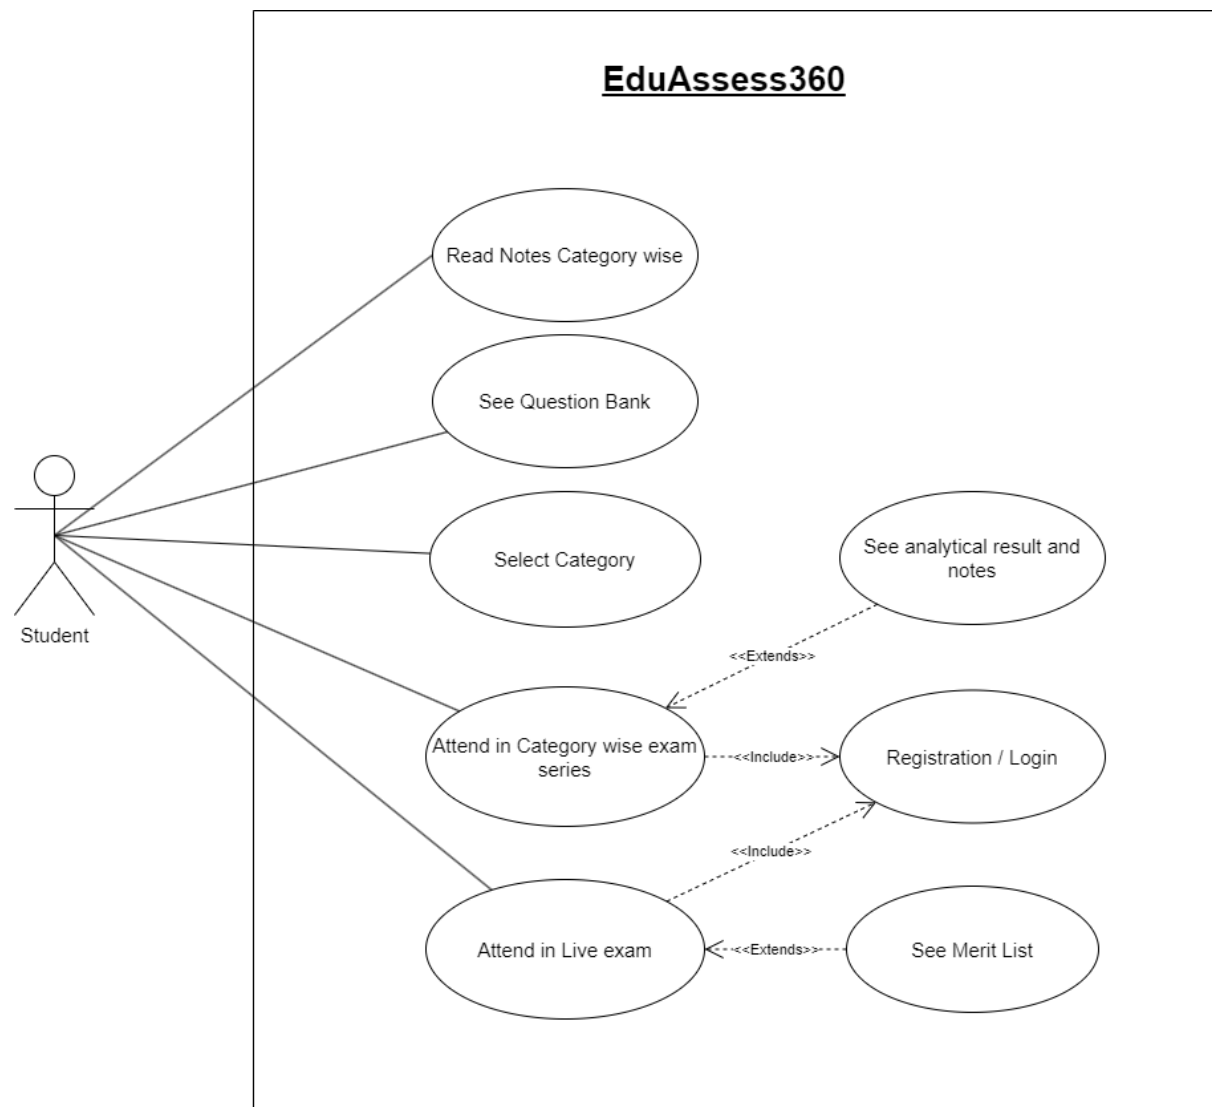 EduAssess360
Read Notes Category wise
See Question Bank
Select Category
See analytical result and
notes
Student
<<Extends>>
Attend in Category wise exam
series
<<Include>>
Registration / Login
<<Include>>
Attend in Live exam
<<Extends>>
See Merit List